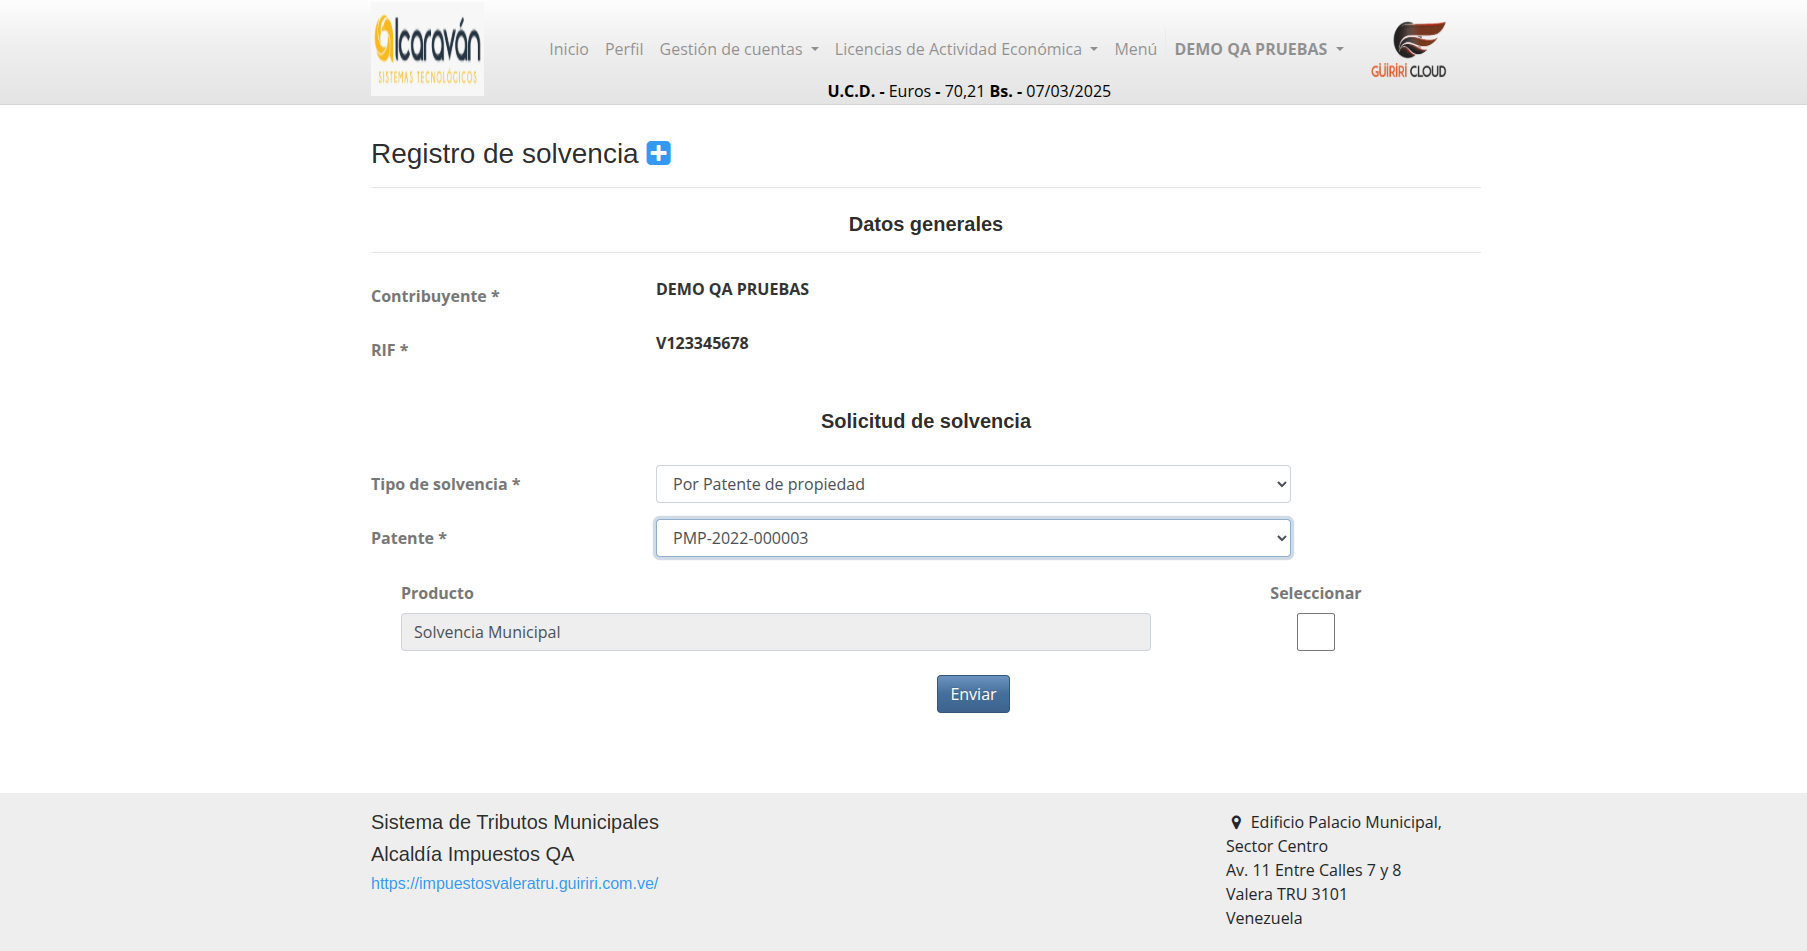 alcaraván
SISTEMAS TECNOLÓGICOS
Inicio Perfil Gestión de cuentas Licencias de Actividad Económica Menú DEMO QA PRUEBAS
GÜIRIRI CLOUD
U.C.D. - Euros - 70,21 Bs. - 07/03/2025
Registro de solvencia
Datos generales
Contribuyente * DEMO QA PRUEBAS
RIF * V123345678
Solicitud de solvencia
Tipo de solvencia * Por Patente de propiedad
Patente * PMP-2022-000003
Producto Seleccionar
Solvencia Municipal
Enviar
Sistema de Tributos Municipales
Alcaldía Impuestos QA
https://impuestosvaleratru.guiriri.com.ve/
Edificio Palacio Municipal,
Sector Centro
Av. 11 Entre Calles 7 y 8
Valera TRU 3101
Venezuela